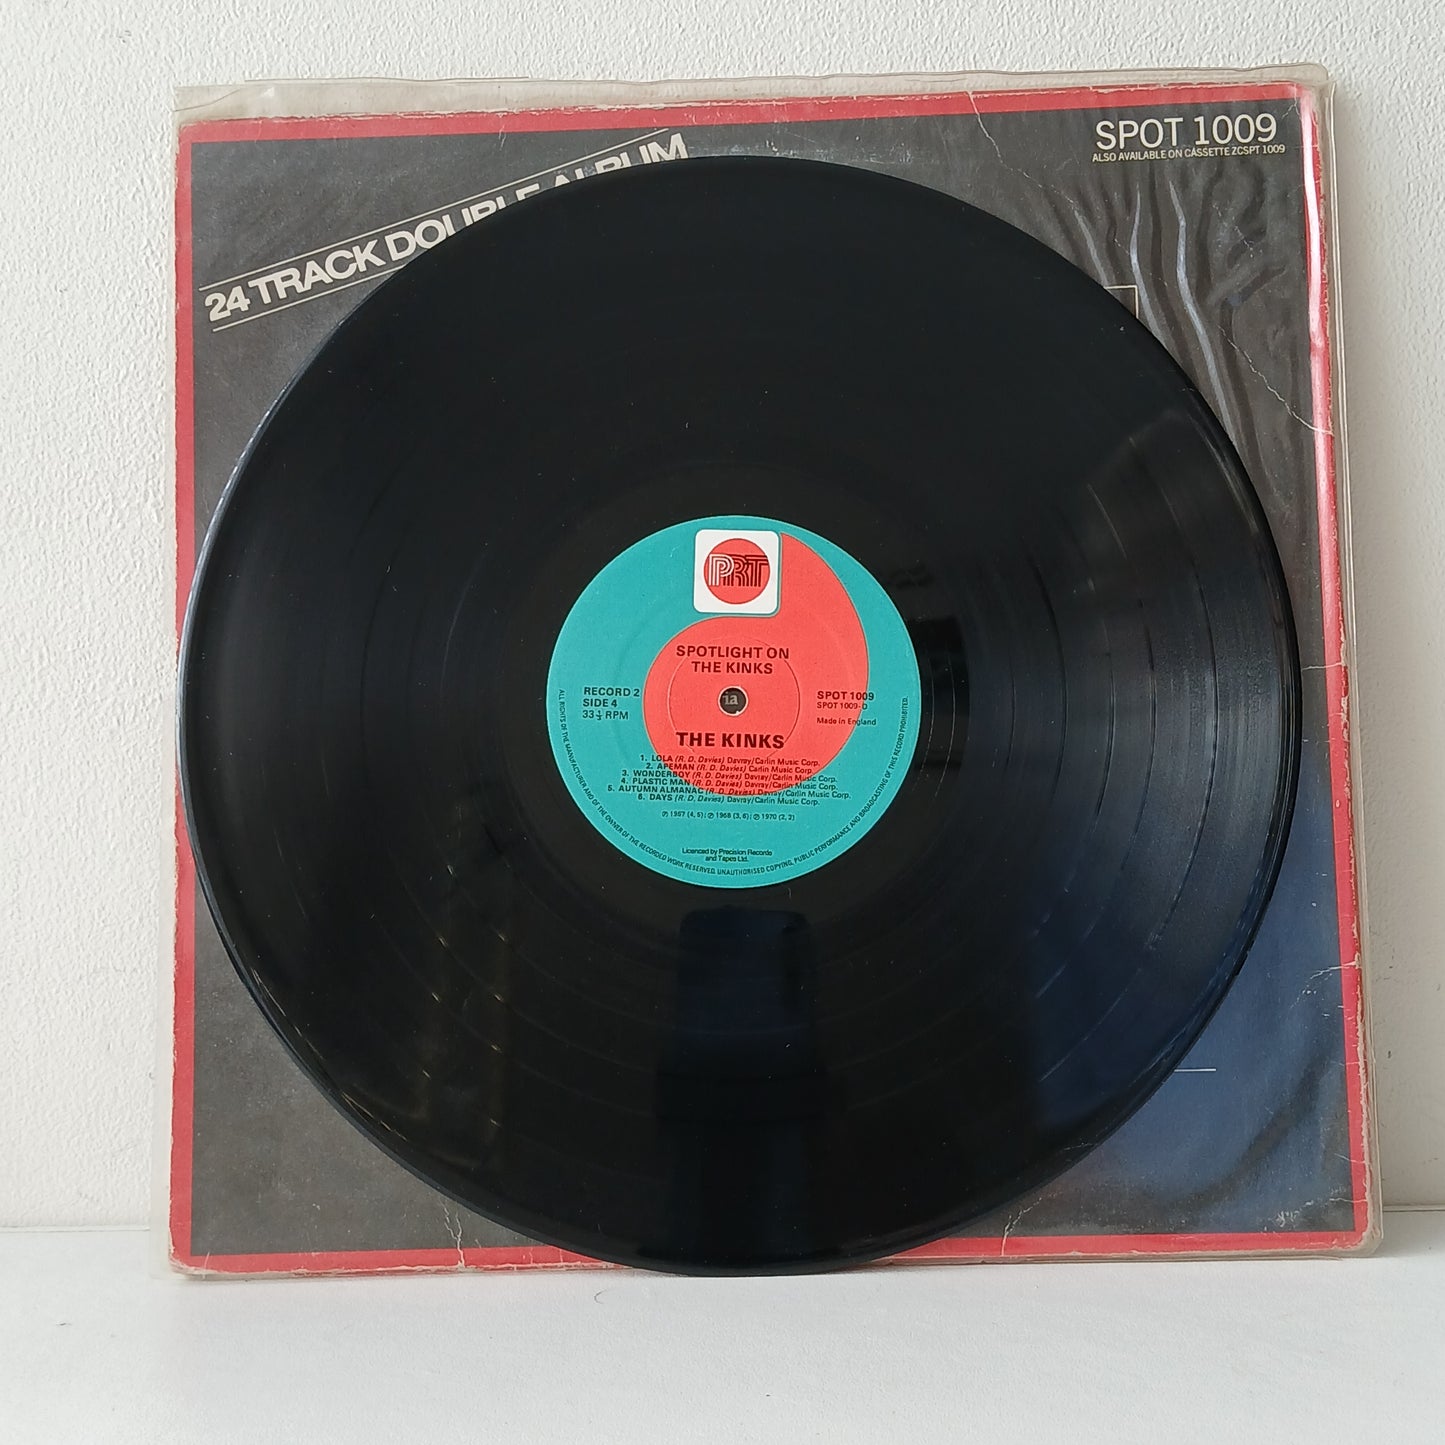 24 TRACK DOUBLE ALBUM
SPOT 1009
ALSO AVAILABLE ON CASSETTE ZCSPT 1009
PRT
SPOTLIGHT ON
THE KINKS
RECORD 2
SIDE 4
33⅓ RPM
SPOT 1009
SPOT 1009-D
Made in England
THE KINKS
1. LOLA (R. D. Davies) Davray/Carlin Music Corp.
2. APEMAN (R. D. Davies) Davray/Carlin Music Corp
3. WONDERBOY (R. D. Davies) Davray/Carlin Music Corp.
4. PLASTIC MAN (R. D. Davies) Davray/Carlin Music Corp.
5. AUTUMN ALMANAC (R. D. Davies) Davray/Carlin Music Corp.
6. DAYS (R. D. Davies) Davray/Carlin Music Corp.
℗ 1967 (4, 5): ℗ 1968 (3, 6): ℗ 1970 (2, 3)
Licenced by Precision Records
and Tapes Ltd.
ALL RIGHTS OF THE MANUFACTURER AND OF THE OWNER OF THE RECORDED WORK RESERVED. UNAUTHORISED COPYING, PUBLIC PERFORMANCE AND BROADCASTING OF THIS RECORD PROHIBITED.